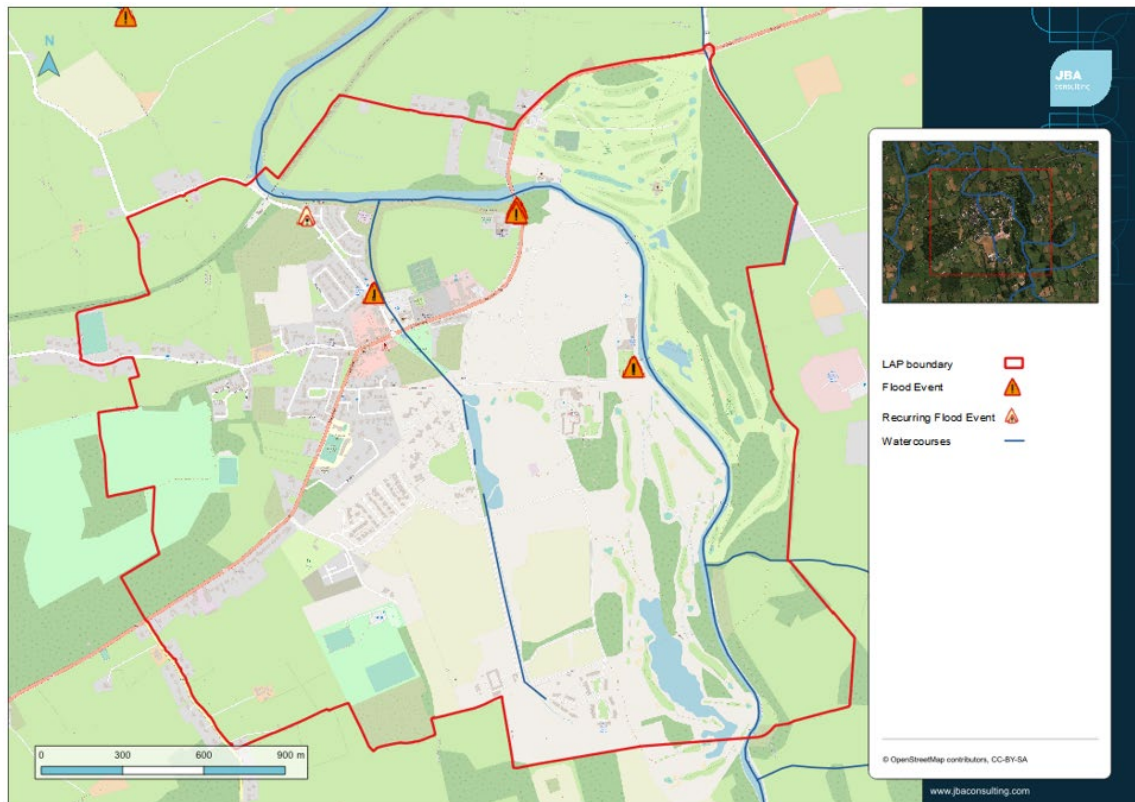 N
JBA
consulting
LAP boundary
Flood Event
Recurring Flood Event
Watercourses
0 300 600 900 m
© OpenStreetMap contributors, CC-BY-SA
www.jbaconsulting.com